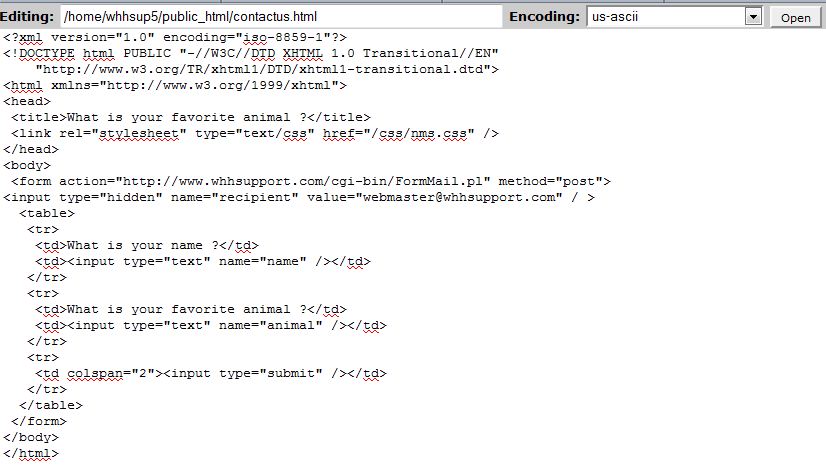 Editing: /home/whhsup5/public_html/contactus.html Encoding: us-ascii Open
<?xml version="1.0" encoding="iso-8859-1"?>
<!DOCTYPE html PUBLIC "-//W3C//DTD XHTML 1.0 Transitional//EN"
    "http://www.w3.org/TR/xhtml1/DTD/xhtml1-transitional.dtd">
<html xmlns="http://www.w3.org/1999/xhtml">
<head>
 <title>What is your favorite animal ?</title>
 <link rel="stylesheet" type="text/css" href="/css/nms.css" />
</head>
<body>
 <form action="http://www.whhsupport.com/cgi-bin/FormMail.pl" method="post">
<input type="hidden" name="recipient" value="webmaster@whhsupport.com" / >
  <table>
   <tr>
    <td>What is your name ?</td>
    <td><input type="text" name="name" /></td>
   </tr>
   <tr>
    <td>What is your favorite animal ?</td>
    <td><input type="text" name="animal" /></td>
   </tr>
   <tr>
    <td colspan="2"><input type="submit" /></td>
   </tr>
  </table>
 </form>
</body>
</html>